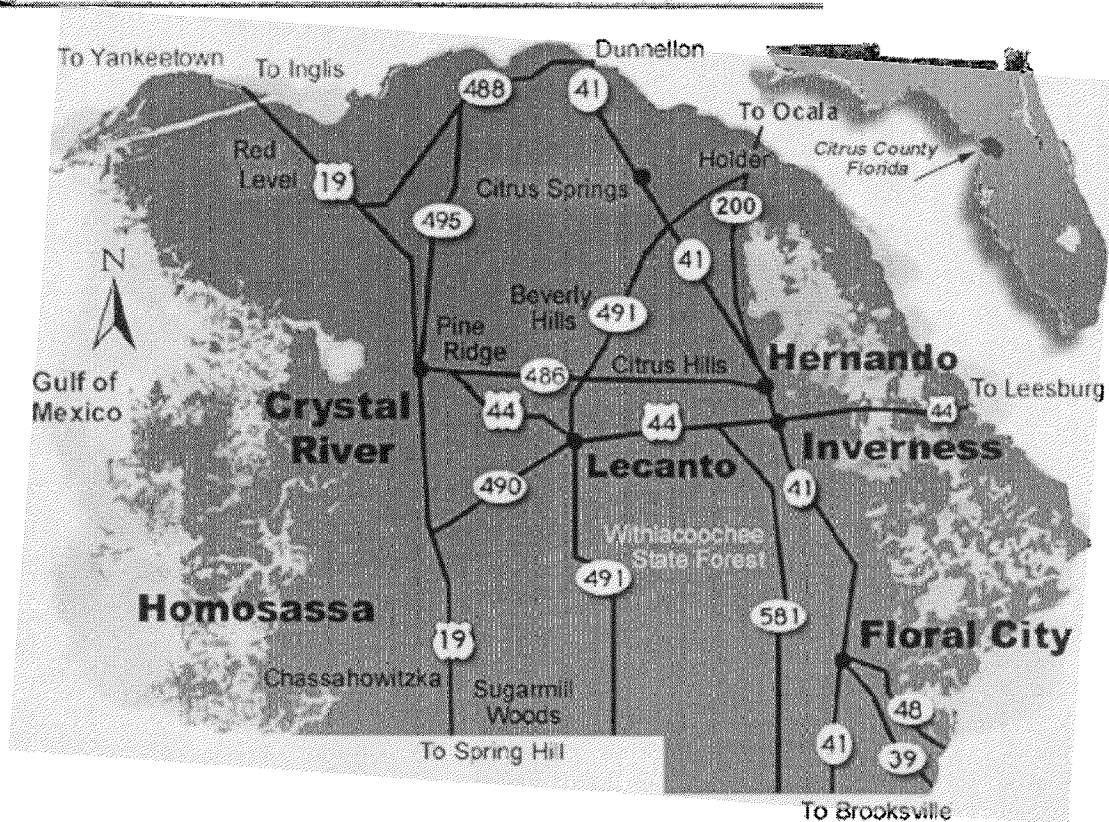 Dunnellon
To Yankeetown
To Inglis
488
41
To Ocala
Citrus County
Florida
Red
Level
19
Holder
Citrus Springs
200
495
N
41
Beverly
Hills
491
Pine
Ridge
486
Citrus Hills
Hernando
Gulf of
Mexico
To Leesburg
Crystal
River
44
44
44
Lecanto
Inverness
490
41
Withlacoochee
State Forest
491
Homosassa
581
19
Floral City
Chassahowitzka
Sugarmill
Woods
48
41
39
To Spring Hill
To Brooksville